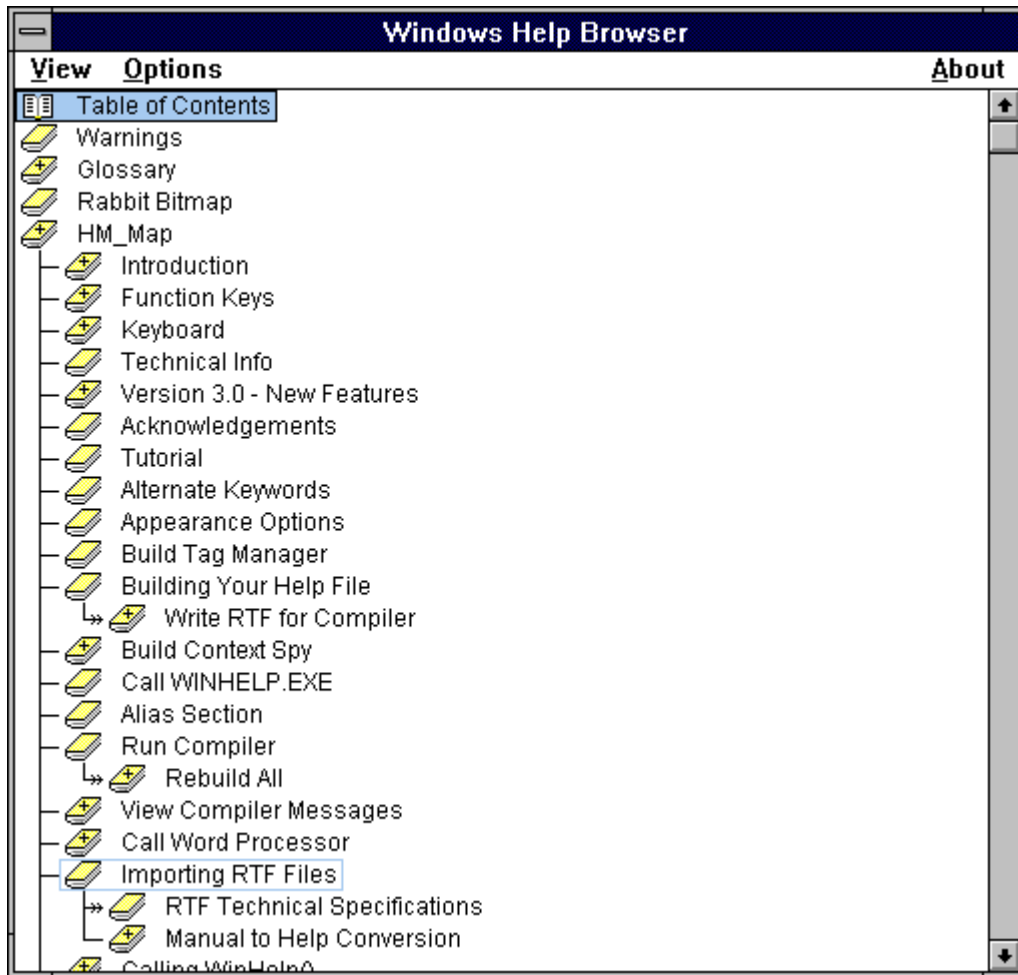 Windows Help Browser
View Options About
Table of Contents
Warnings
Glossary
Rabbit Bitmap
HM_Map
Introduction
Function Keys
Keyboard
Technical Info
Version 3.0 - New Features
Acknowledgements
Tutorial
Alternate Keywords
Appearance Options
Build Tag Manager
Building Your Help File
Write RTF for Compiler
Build Context Spy
Call WINHELP.EXE
Alias Section
Run Compiler
Rebuild All
View Compiler Messages
Call Word Processor
Importing RTF Files
RTF Technical Specifications
Manual to Help Conversion
Calling WinHelp()